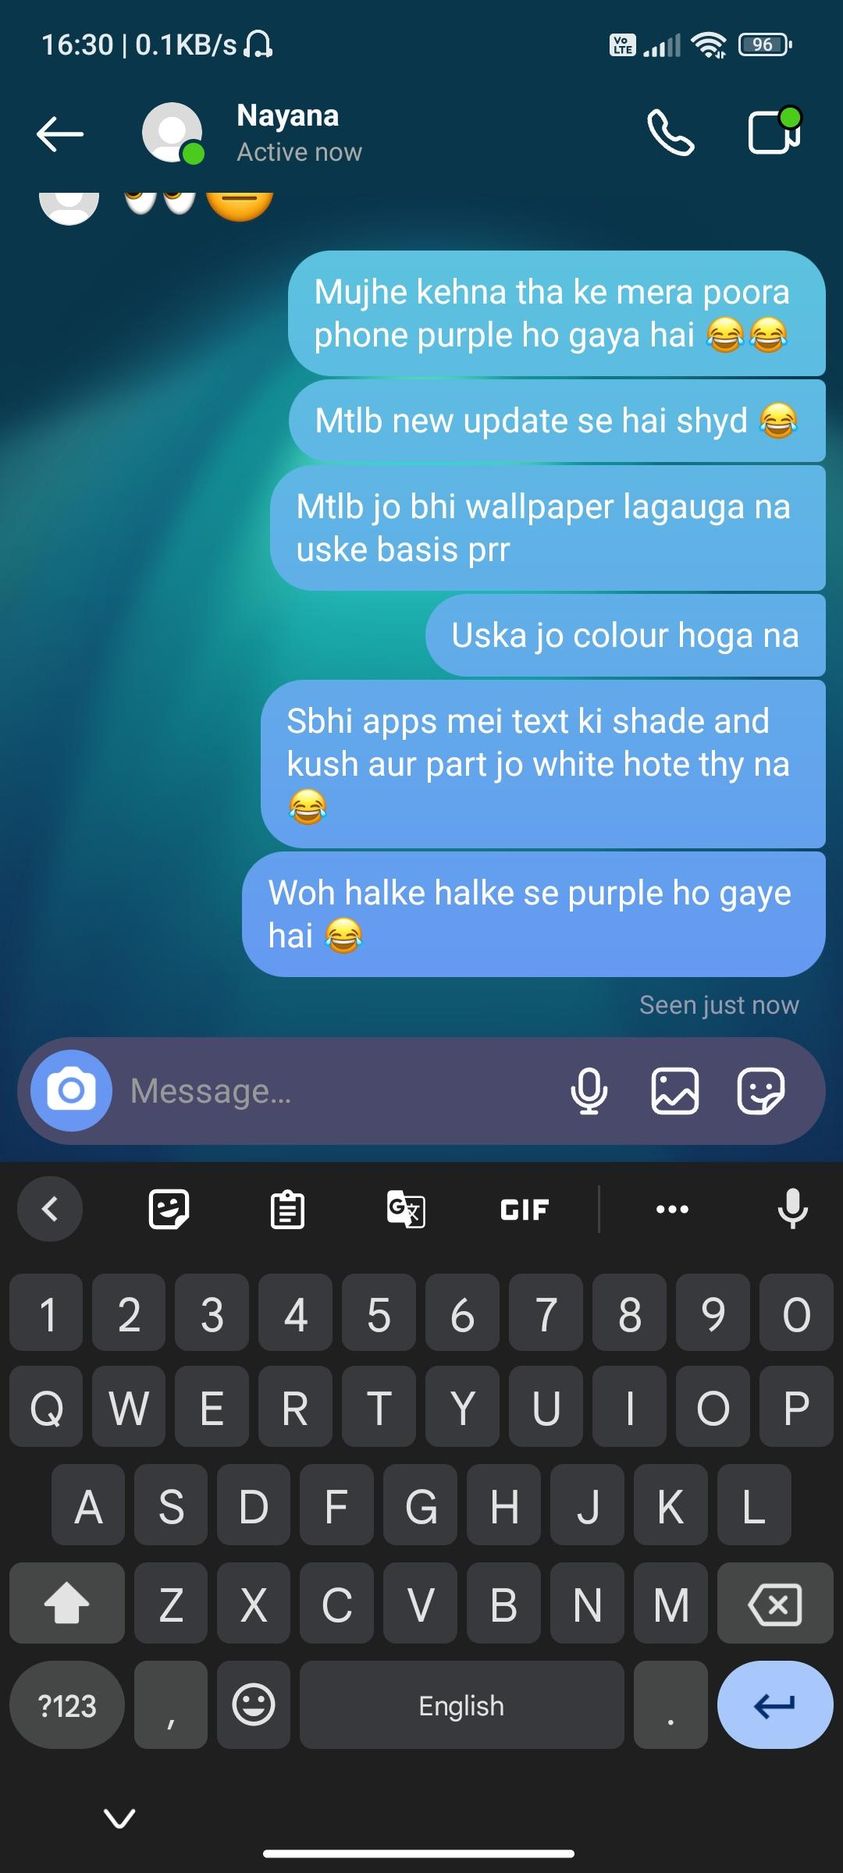 16:30 | 0.1KB/s
Vo LTE
96
Nayana
Active now
👀😑
Mujhe kehna tha ke mera poora
phone purple ho gaya hai 😂😂
Mtlb new update se hai shyd 😂
Mtlb jo bhi wallpaper lagauga na
uske basis prr
Uska jo colour hoga na
Sbhi apps mei text ki shade and
kush aur part jo white hote thy na
😂
Woh halke halke se purple ho gaye
hai 😂
Seen just now
Message...
GIF
1 2 3 4 5 6 7 8 9 0
Q W E R T Y U I O P
A S D F G H J K L
Z X C V B N M
?123 , English .